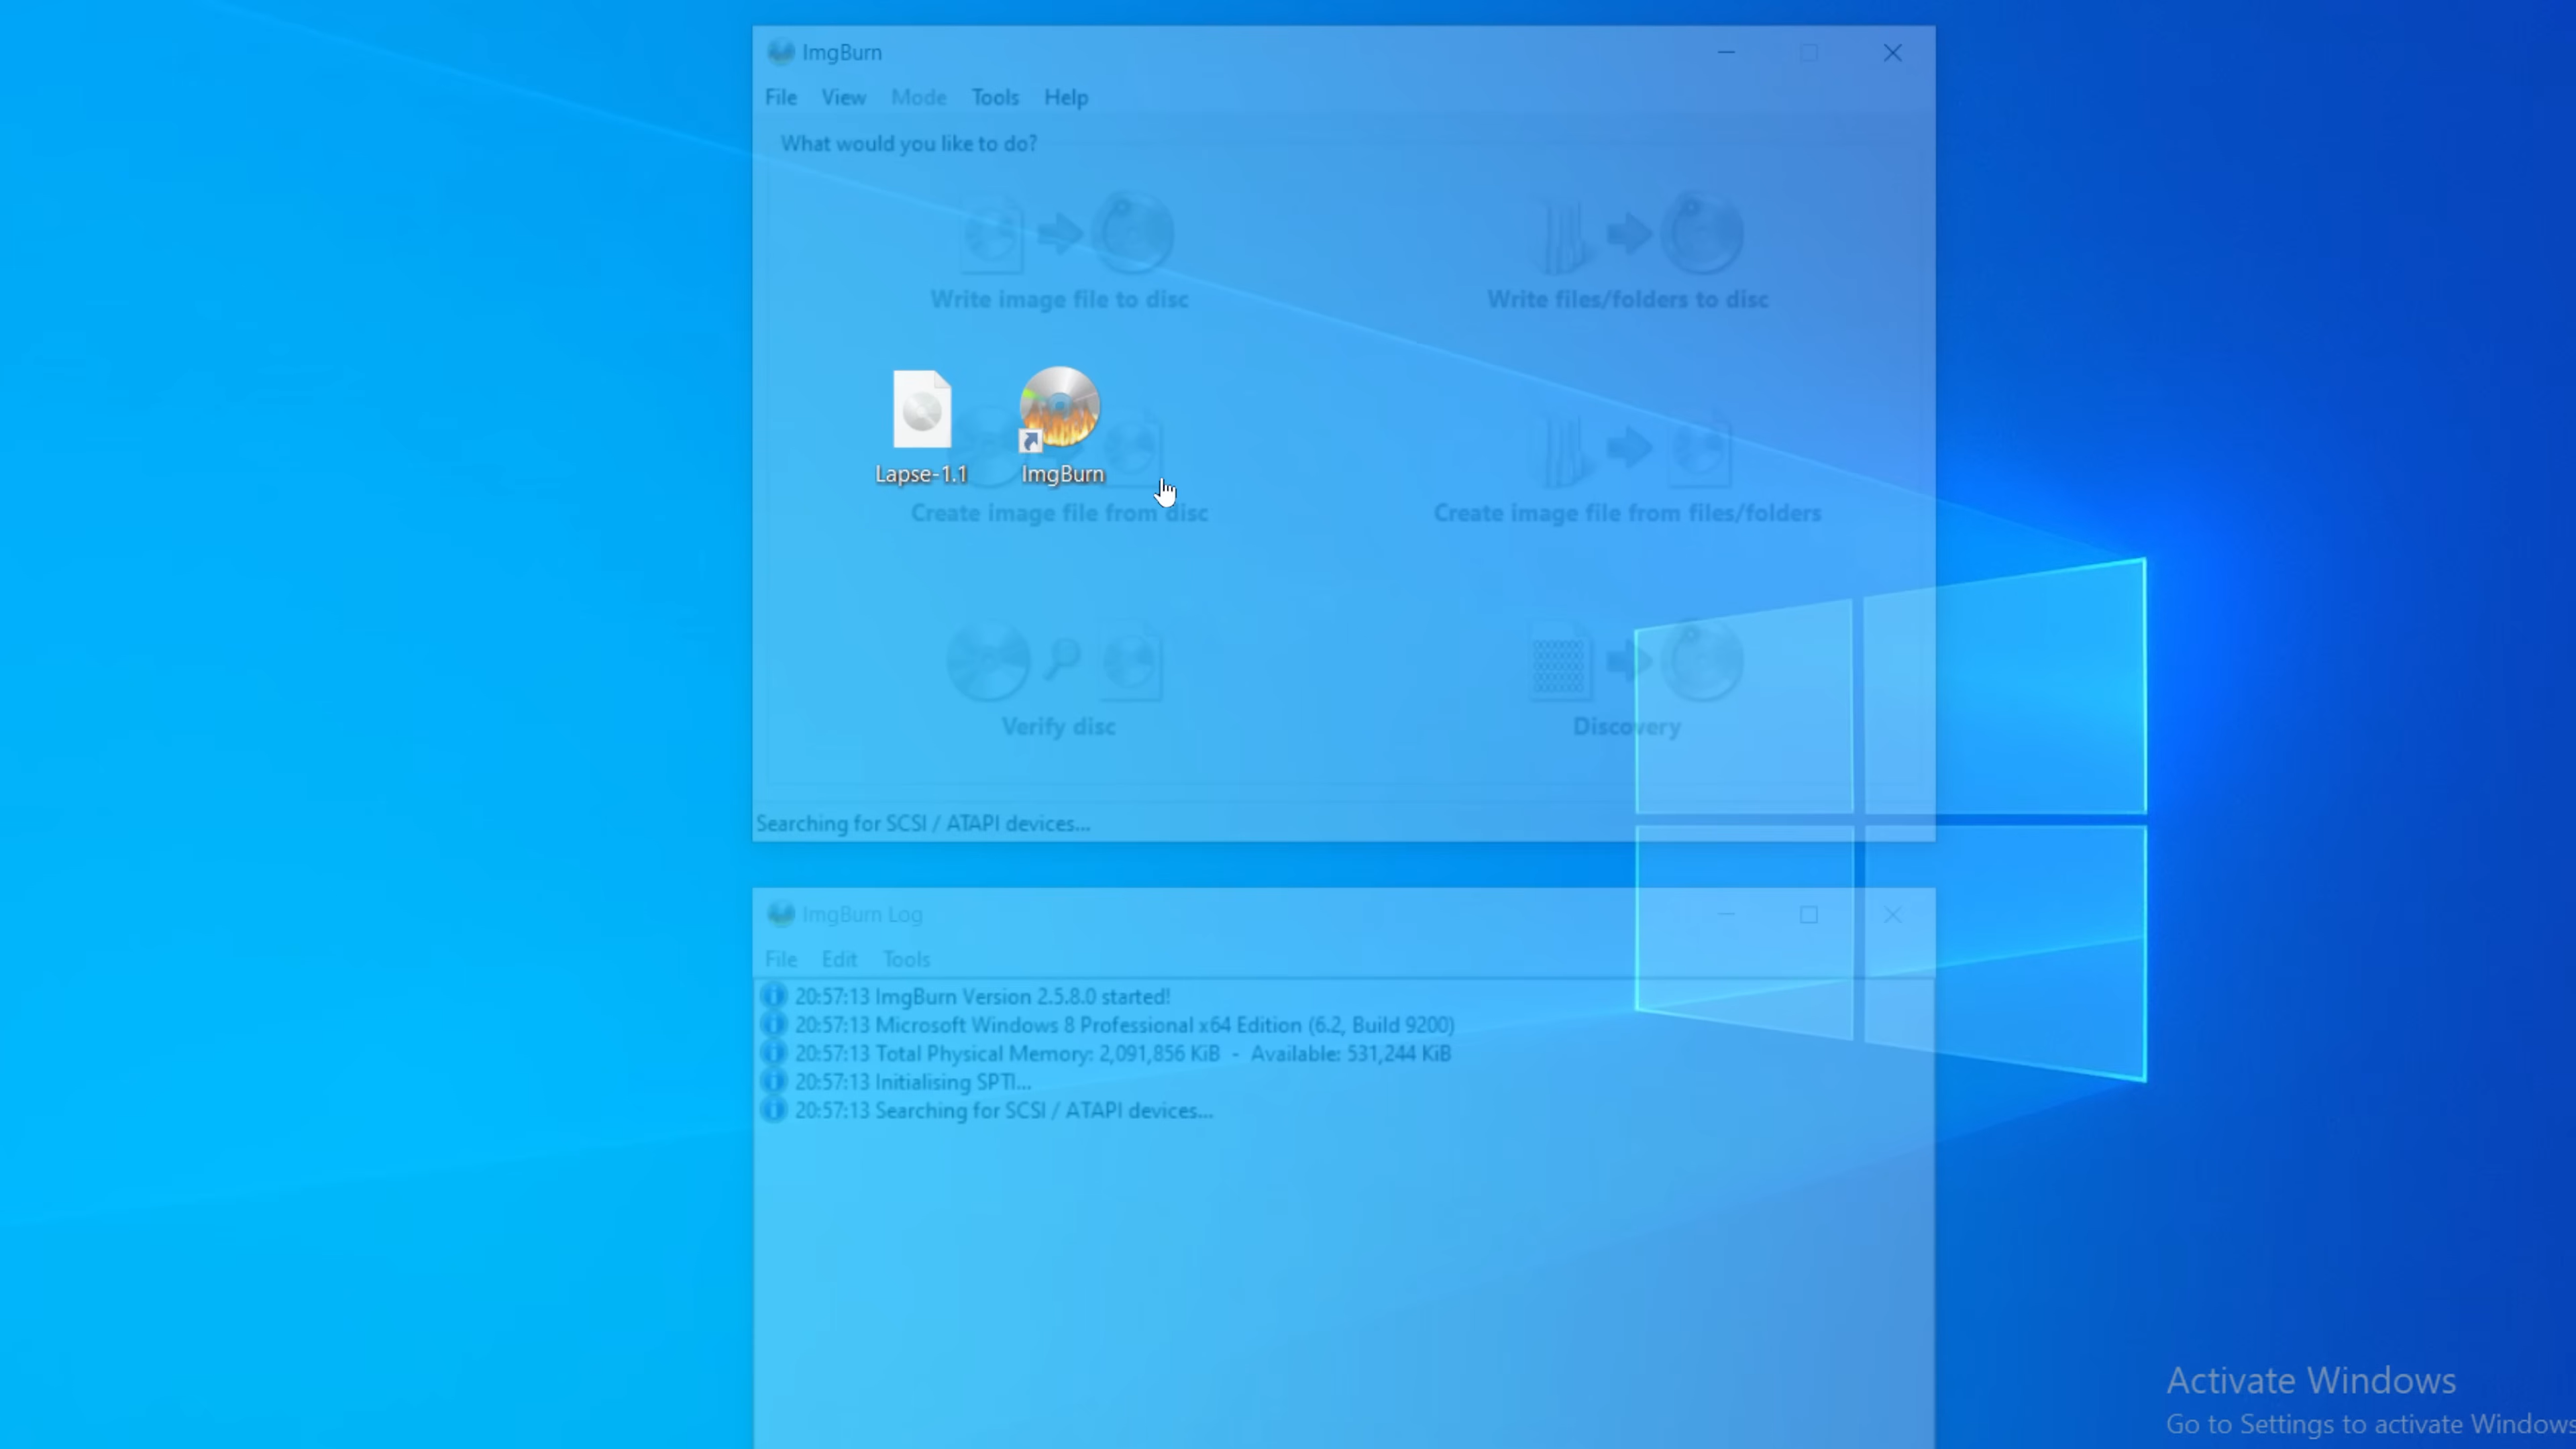 ImgBurn
File View Mode Tools Help
What would you like to do?
Write image file to disc
Write files/folders to disc
Lapse-1.1
ImgBurn
Create image file from disc
Create image file from files/folders
Verify disc
Discovery
Searching for SCSI / ATAPI devices...
ImgBurn Log
File Edit Tools
20:57:13 ImgBurn Version 2.5.8.0 started!
20:57:13 Microsoft Windows 8 Professional x64 Edition (6.2, Build 9200)
20:57:13 Total Physical Memory: 2,091,856 KiB - Available: 531,244 KiB
20:57:13 Initialising SPTI...
20:57:13 Searching for SCSI / ATAPI devices...
Activate Windows
Go to Settings to activate Windows